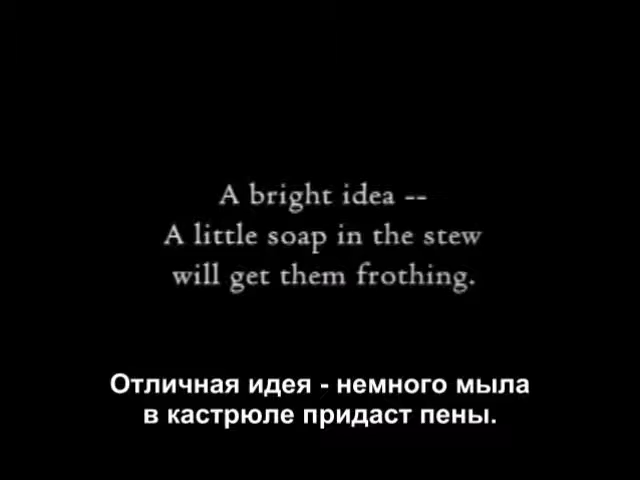 A bright idea --
A little soap in the stew
will get them frothing.
Отличная идея - немного мыла
в кастрюле придаст пены.